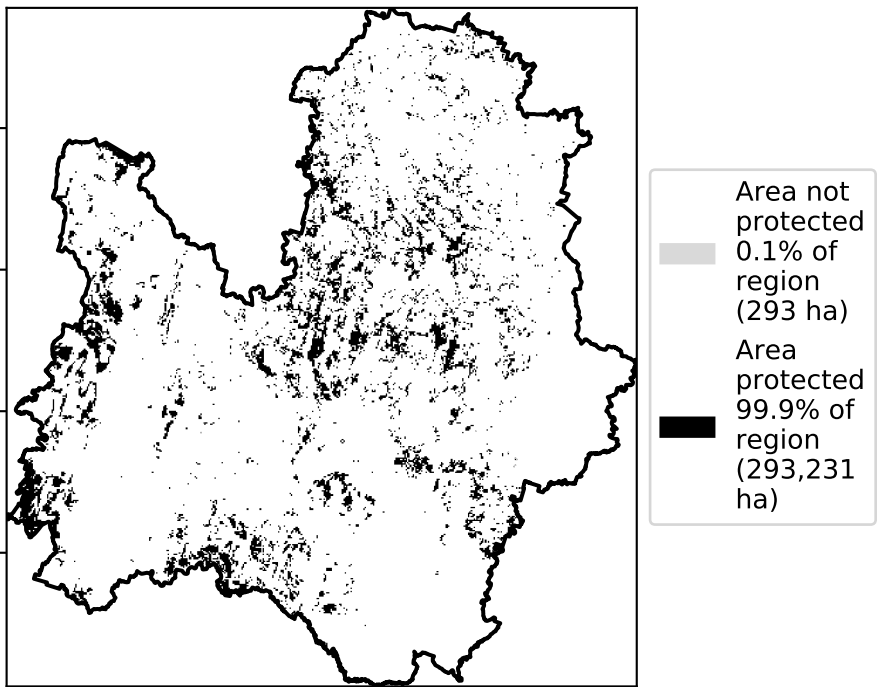 Area not
protected
0.1% of
region
(293 ha)
Area
protected
99.9% of
region
(293,231
ha)